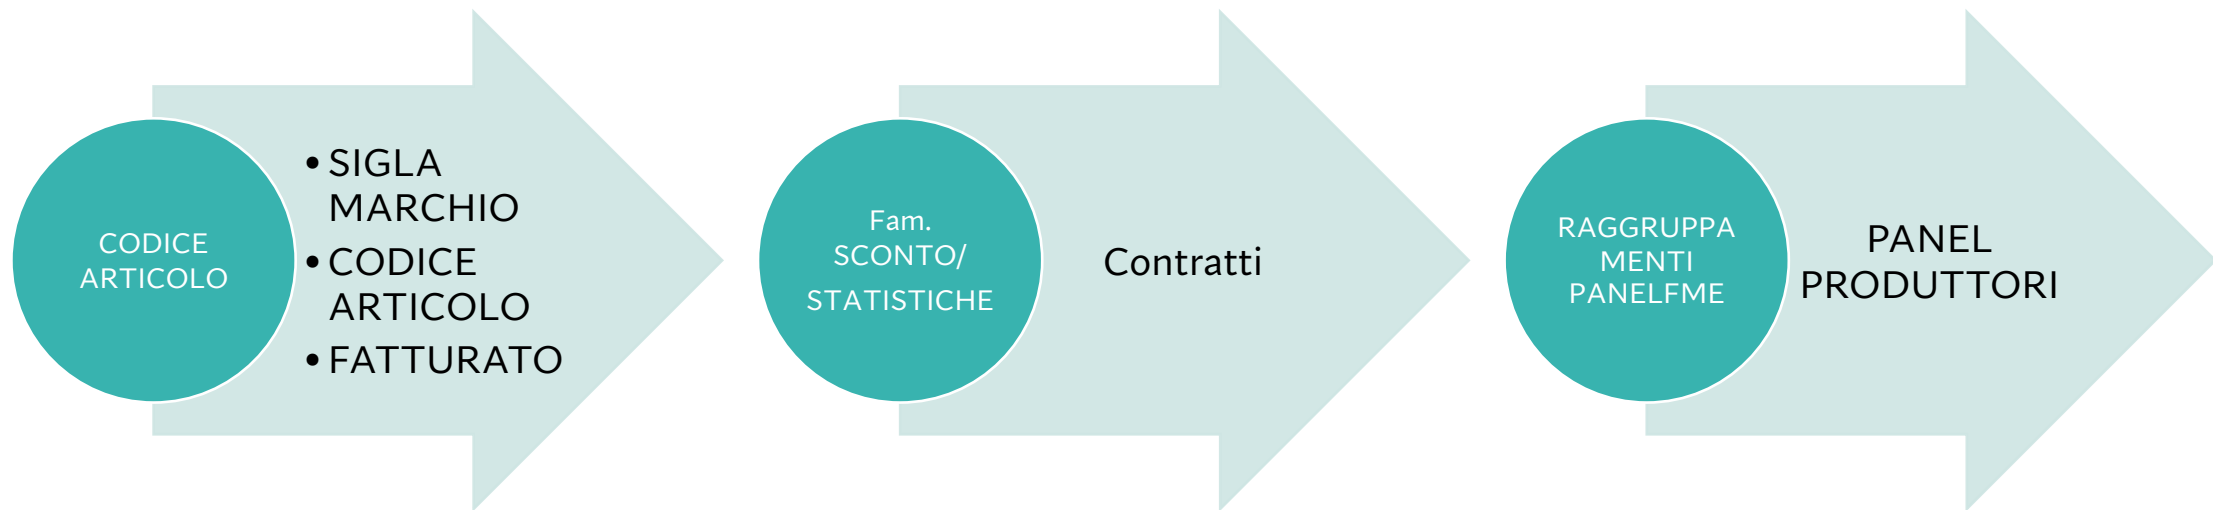 CODICE
ARTICOLO
• SIGLA
MARCHIO
• CODICE
ARTICOLO
• FATTURATO
Fam.
SCONTO/
STATISTICHE
Contratti
RAGGRUPPA
MENTI
PANELFME
PANEL
PRODUTTORI